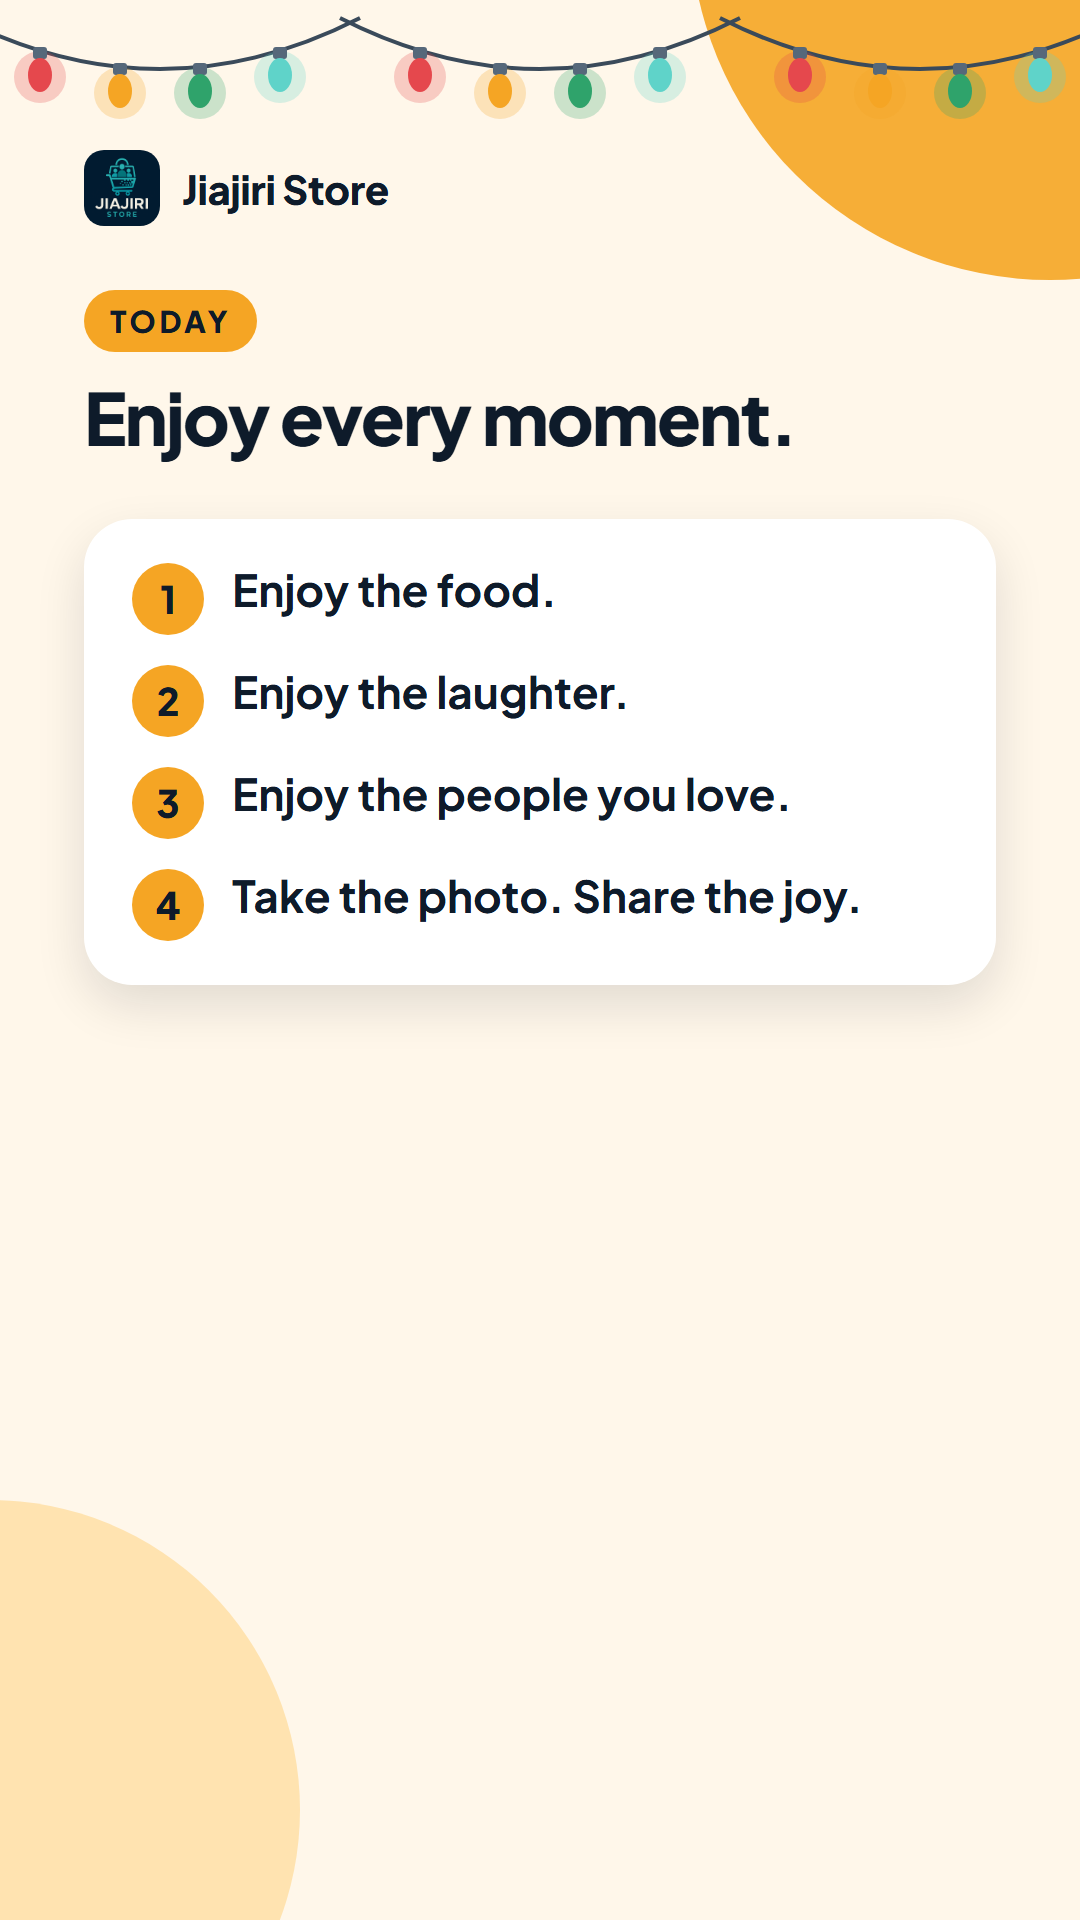 JIAJIRI
STORE
Jiajiri Store
TODAY
Enjoy every moment.
1 Enjoy the food.
2 Enjoy the laughter.
3 Enjoy the people you love.
4 Take the photo. Share the joy.